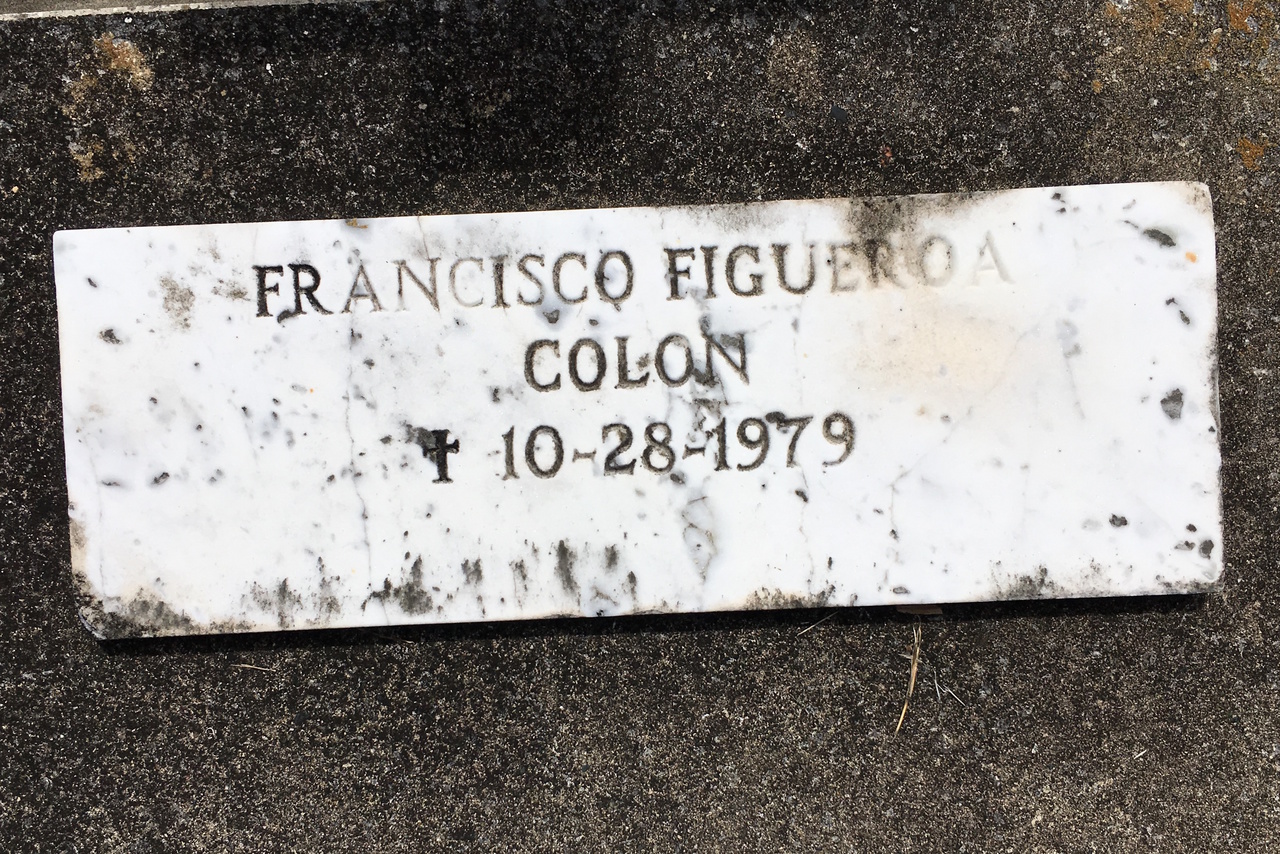 FRANCISCO FIGUEROA
COLON
✝ 10-28-1979